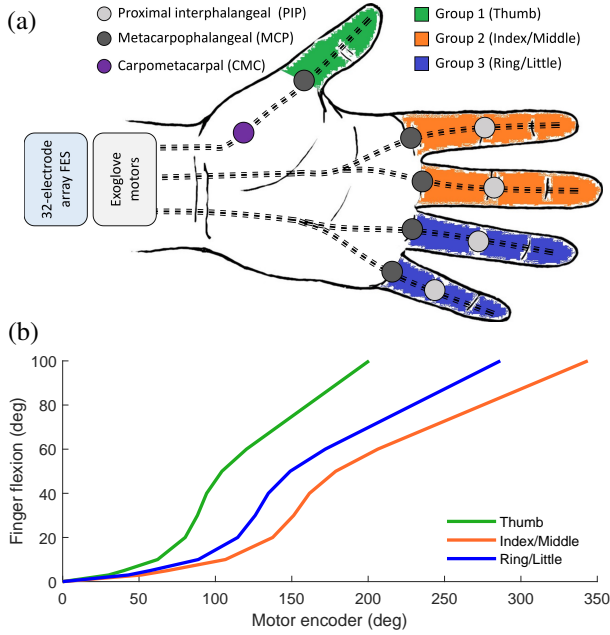 (a)
Proximal interphalangeal (PIP)
Metacarpophalangeal (MCP)
Carpometacarpal (CMC)
Group 1 (Thumb)
Group 2 (Index/Middle)
Group 3 (Ring/Little)
32-electrode
array FES
Exoglove
motors
(b)
100
80
60
40
20
0
Finger flexion (deg)
0
50
100
150
200
250
300
350
Motor encoder (deg)
Thumb
Index/Middle
Ring/Little